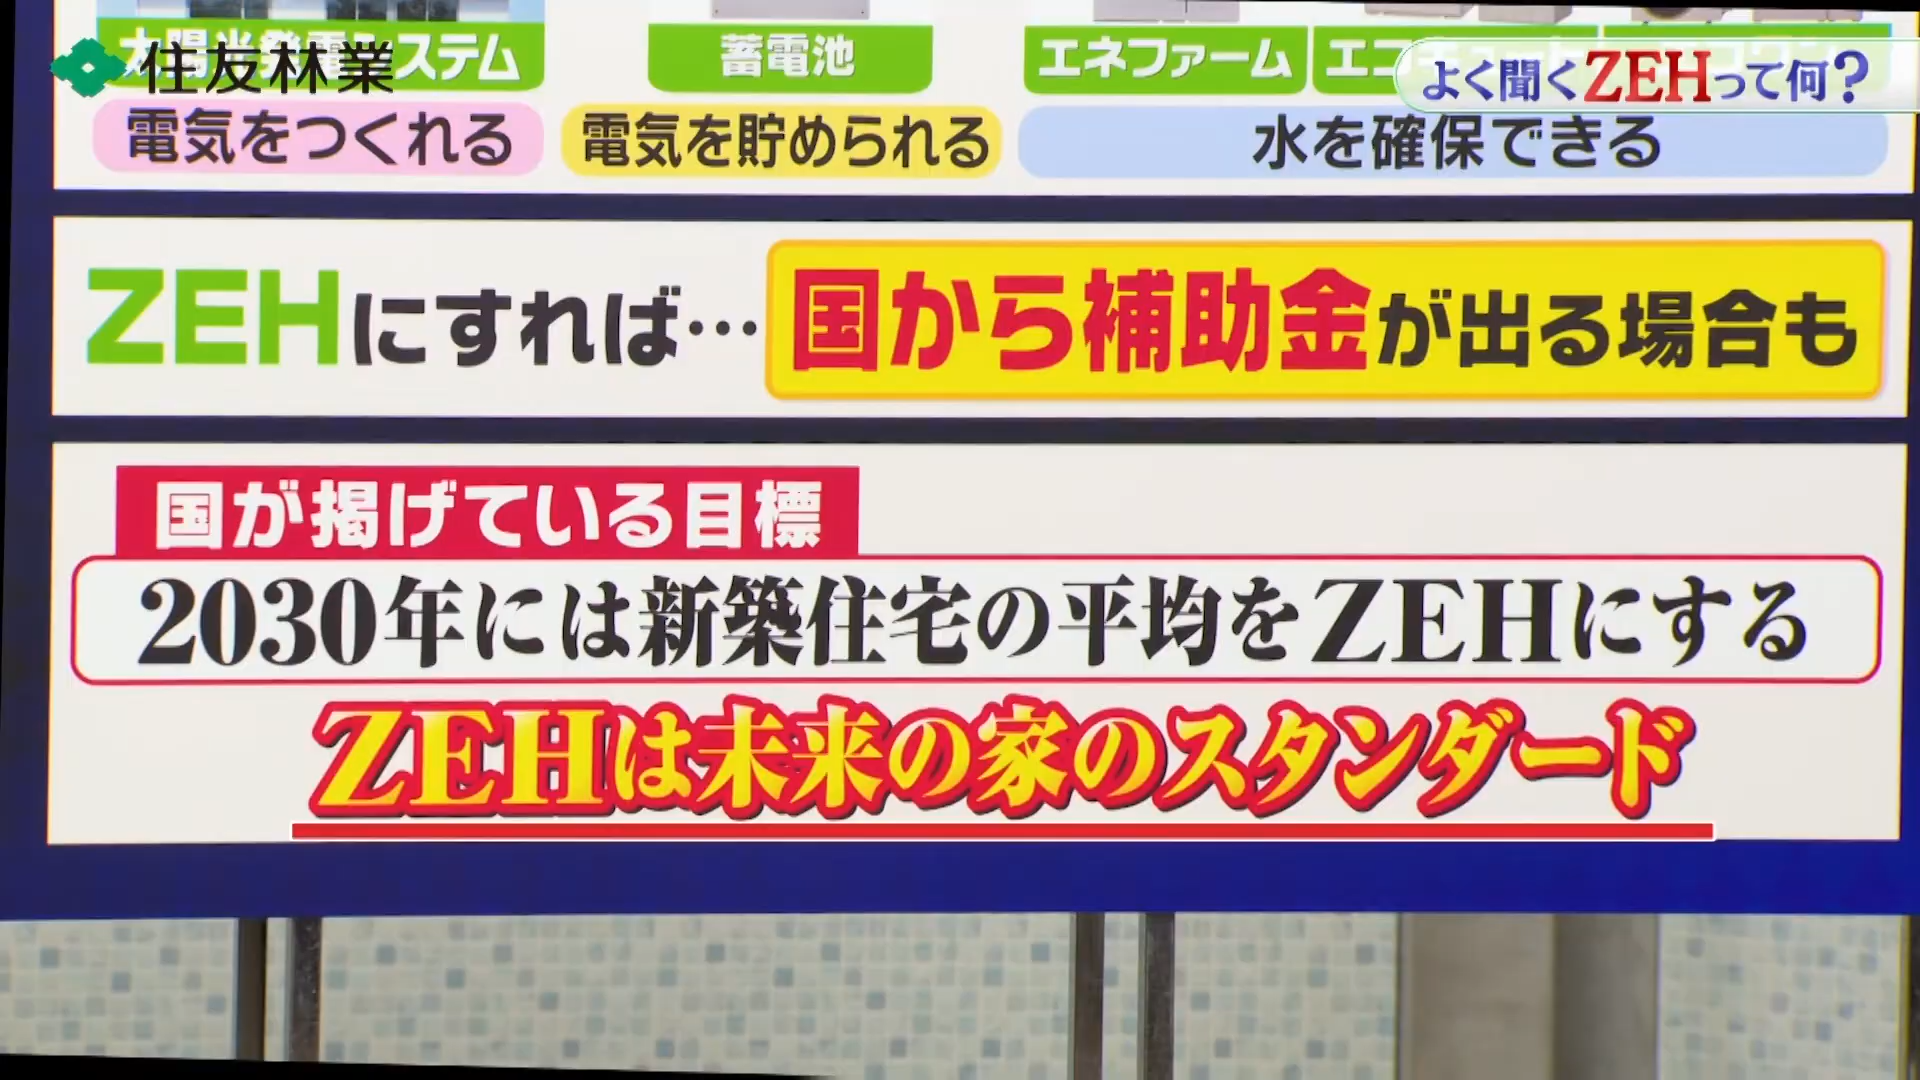 住友林業
よく聞くZEHって何?
蓄電池
エネファーム
電気をつくれる
電気を貯められる
水を確保できる
ZEHにすれば…国から補助金が出る場合も
国が掲げている目標
2030年には新築住宅の平均をZEHにする
ZEHは未来の家のスタンダード